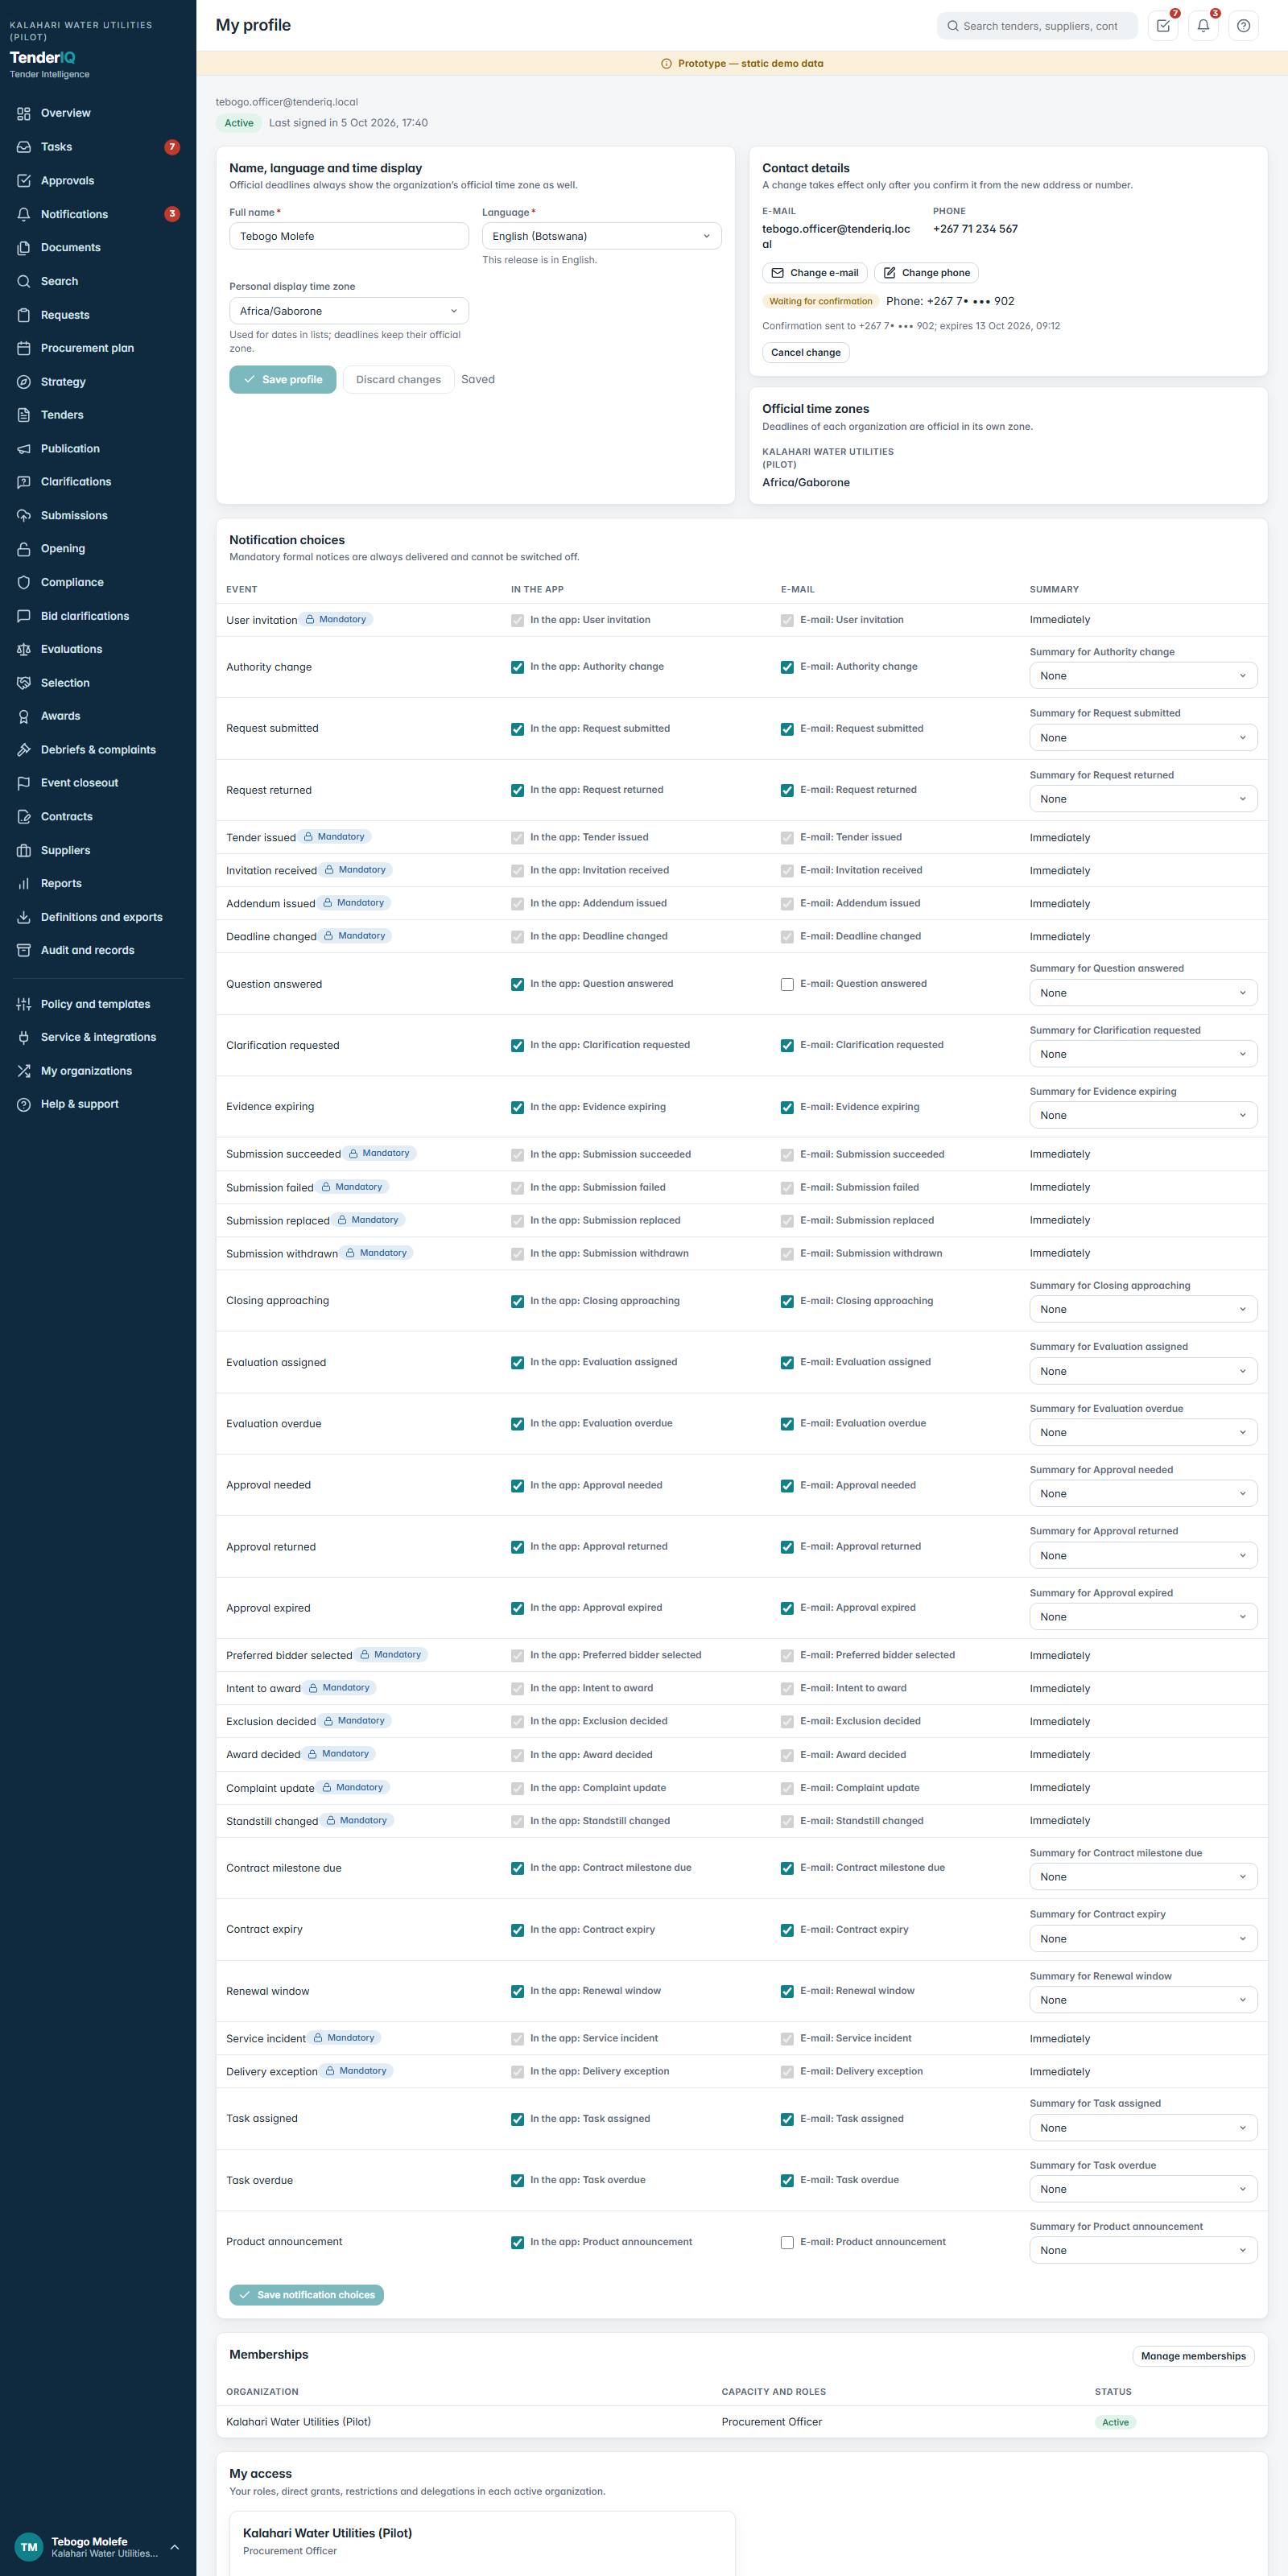 KALAHARI WATER UTILITIES
(PILOT)
TenderIQ
Tender Intelligence
Overview
Tasks 7
Approvals
Notifications 3
Documents
Search
Requests
Procurement plan
Strategy
Tenders
Publication
Clarifications
Submissions
Opening
Compliance
Bid clarifications
Evaluations
Selection
Awards
Debriefs & complaints
Event closeout
Contracts
Suppliers
Reports
Definitions and exports
Audit and records
Policy and templates
Service & integrations
My organizations
Help & support
TM Tebogo Molefe
Kalahari Water Utilities...
My profile
Search tenders, suppliers, cont
7
3
Prototype — static demo data
tebogo.officer@tenderiq.local
Active Last signed in 5 Oct 2026, 17:40
Name, language and time display
Official deadlines always show the organization's official time zone as well.
Full name * Language *
Tebogo Molefe English (Botswana)
This release is in English.
Personal display time zone
Africa/Gaborone
Used for dates in lists; deadlines keep their official
zone.
Save profile Discard changes Saved
Contact details
A change takes effect only after you confirm it from the new address or number.
E-MAIL PHONE
tebogo.officer@tenderiq.loc +267 71 234 567
al
Change e-mail Change phone
Waiting for confirmation Phone: +267 7• ••• 902
Confirmation sent to +267 7• ••• 902; expires 13 Oct 2026, 09:12
Cancel change
Official time zones
Deadlines of each organization are official in its own zone.
KALAHARI WATER UTILITIES
(PILOT)
Africa/Gaborone
Notification choices
Mandatory formal notices are always delivered and cannot be switched off.
EVENT IN THE APP E-MAIL SUMMARY
User invitation Mandatory In the app: User invitation E-mail: User invitation Immediately
Summary for Authority change
Authority change In the app: Authority change E-mail: Authority change None
Summary for Request submitted
Request submitted In the app: Request submitted E-mail: Request submitted None
Summary for Request returned
Request returned In the app: Request returned E-mail: Request returned None
Tender issued Mandatory In the app: Tender issued E-mail: Tender issued Immediately
Invitation received Mandatory In the app: Invitation received E-mail: Invitation received Immediately
Addendum issued Mandatory In the app: Addendum issued E-mail: Addendum issued Immediately
Deadline changed Mandatory In the app: Deadline changed E-mail: Deadline changed Immediately
Summary for Question answered
Question answered In the app: Question answered E-mail: Question answered None
Summary for Clarification requested
Clarification requested In the app: Clarification requested E-mail: Clarification requested None
Summary for Evidence expiring
Evidence expiring In the app: Evidence expiring E-mail: Evidence expiring None
Submission succeeded Mandatory In the app: Submission succeeded E-mail: Submission succeeded Immediately
Submission failed Mandatory In the app: Submission failed E-mail: Submission failed Immediately
Submission replaced Mandatory In the app: Submission replaced E-mail: Submission replaced Immediately
Submission withdrawn Mandatory In the app: Submission withdrawn E-mail: Submission withdrawn Immediately
Summary for Closing approaching
Closing approaching In the app: Closing approaching E-mail: Closing approaching None
Summary for Evaluation assigned
Evaluation assigned In the app: Evaluation assigned E-mail: Evaluation assigned None
Summary for Evaluation overdue
Evaluation overdue In the app: Evaluation overdue E-mail: Evaluation overdue None
Summary for Approval needed
Approval needed In the app: Approval needed E-mail: Approval needed None
Summary for Approval returned
Approval returned In the app: Approval returned E-mail: Approval returned None
Summary for Approval expired
Approval expired In the app: Approval expired E-mail: Approval expired None
Preferred bidder selected Mandatory In the app: Preferred bidder selected E-mail: Preferred bidder selected Immediately
Intent to award Mandatory In the app: Intent to award E-mail: Intent to award Immediately
Exclusion decided Mandatory In the app: Exclusion decided E-mail: Exclusion decided Immediately
Award decided Mandatory In the app: Award decided E-mail: Award decided Immediately
Complaint update Mandatory In the app: Complaint update E-mail: Complaint update Immediately
Standstill changed Mandatory In the app: Standstill changed E-mail: Standstill changed Immediately
Summary for Contract milestone due
Contract milestone due In the app: Contract milestone due E-mail: Contract milestone due None
Summary for Contract expiry
Contract expiry In the app: Contract expiry E-mail: Contract expiry None
Summary for Renewal window
Renewal window In the app: Renewal window E-mail: Renewal window None
Service incident Mandatory In the app: Service incident E-mail: Service incident Immediately
Delivery exception Mandatory In the app: Delivery exception E-mail: Delivery exception Immediately
Summary for Task assigned
Task assigned In the app: Task assigned E-mail: Task assigned None
Summary for Task overdue
Task overdue In the app: Task overdue E-mail: Task overdue None
Summary for Product announcement
Product announcement In the app: Product announcement E-mail: Product announcement None
Save notification choices
Memberships Manage memberships
ORGANIZATION CAPACITY AND ROLES STATUS
Kalahari Water Utilities (Pilot) Procurement Officer Active
My access
Your roles, direct grants, restrictions and delegations in each active organization.
Kalahari Water Utilities (Pilot)
Procurement Officer